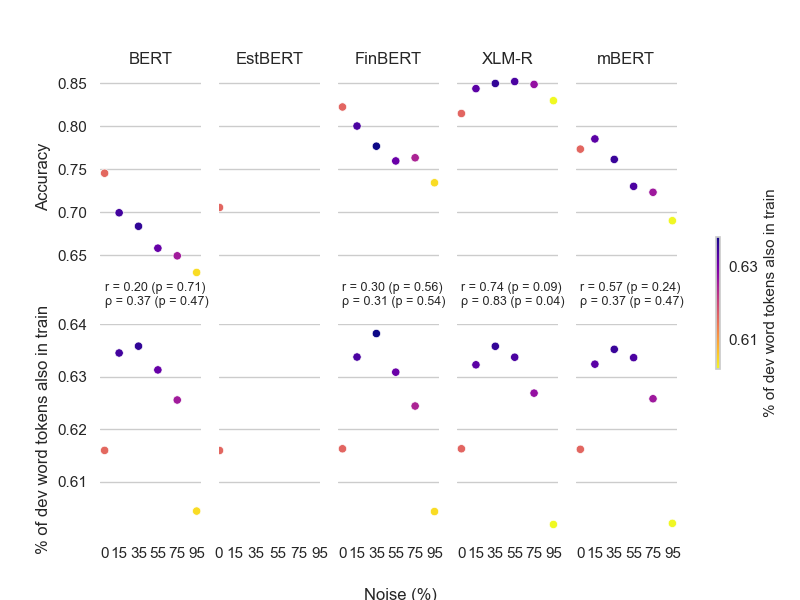 BERT EstBERT FinBERT XLM-R mBERT
Accuracy
0.85
0.80
0.75
0.70
0.65
r = 0.20 (p = 0.71) r = 0.30 (p = 0.56) r = 0.74 (p = 0.09) r = 0.57 (p = 0.24)
ρ = 0.37 (p = 0.47) ρ = 0.31 (p = 0.54) ρ = 0.83 (p = 0.04) ρ = 0.37 (p = 0.47)
% of dev word tokens also in train
0.64
0.63
0.62
0.61
0 15 35 55 75 95 0 15 35 55 75 95 0 15 35 55 75 95 0 15 35 55 75 95 0 15 35 55 75 95
Noise (%)
0.63
0.61
% of dev word tokens also in train